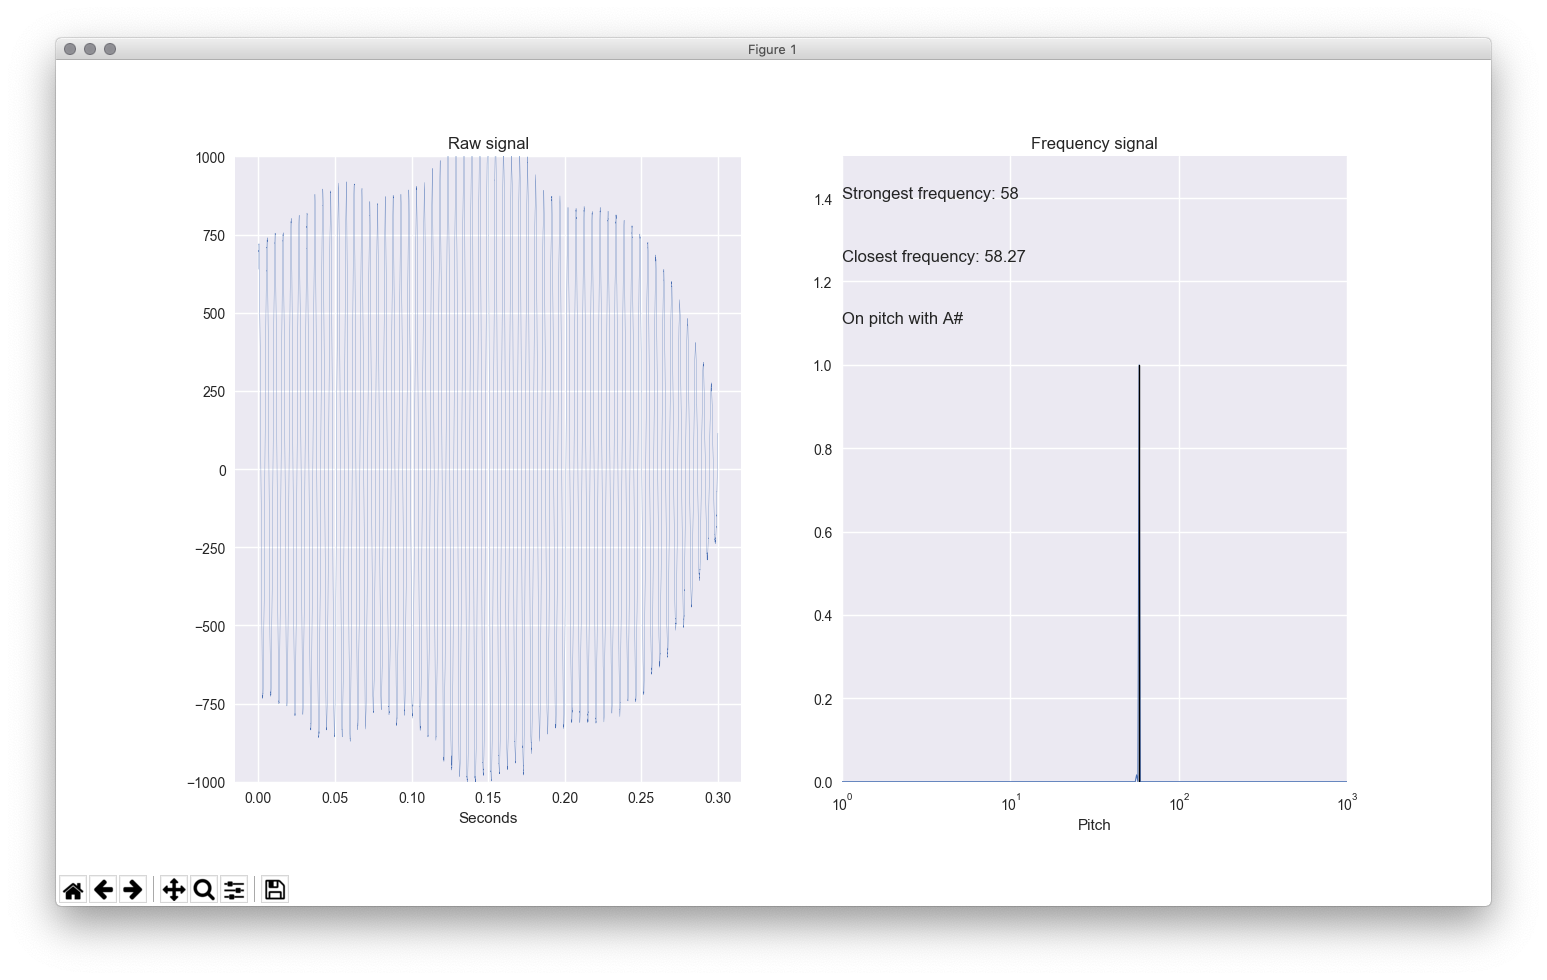 Figure 1
Raw signal
1000
750
500
250
0
−250
−500
−750
−1000
0.00 0.05 0.10 0.15 0.20 0.25 0.30
Seconds
Frequency signal
Strongest frequency: 58
Closest frequency: 58.27
On pitch with A#
1.4
1.2
1.0
0.8
0.6
0.4
0.2
0.0
10⁰ 10¹ 10² 10³
Pitch